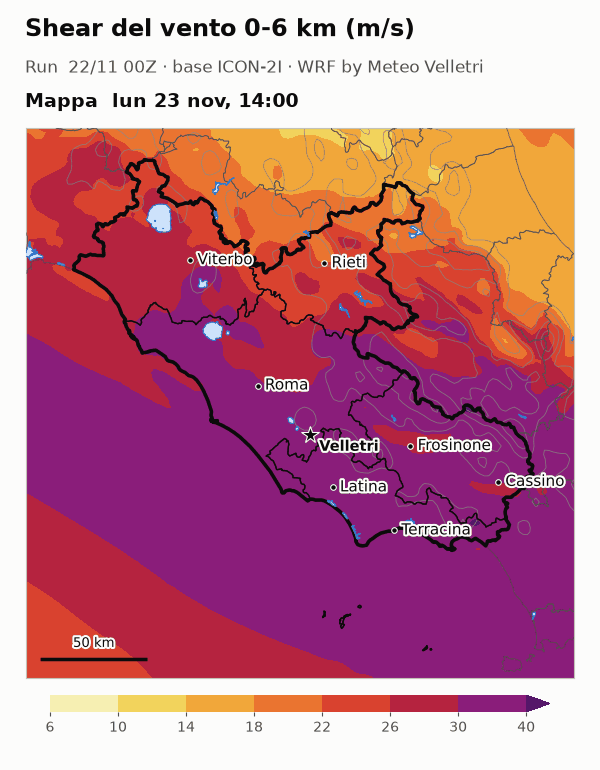 Shear del vento 0-6 km (m/s)
Run  22/11 00Z · base ICON-2I · WRF by Meteo Velletri
Mappa  lun 23 nov, 14:00
Viterbo
Rieti
Roma
Velletri
Frosinone
Cassino
Latina
Terracina
50 km
6 10 14 18 22 26 30 40